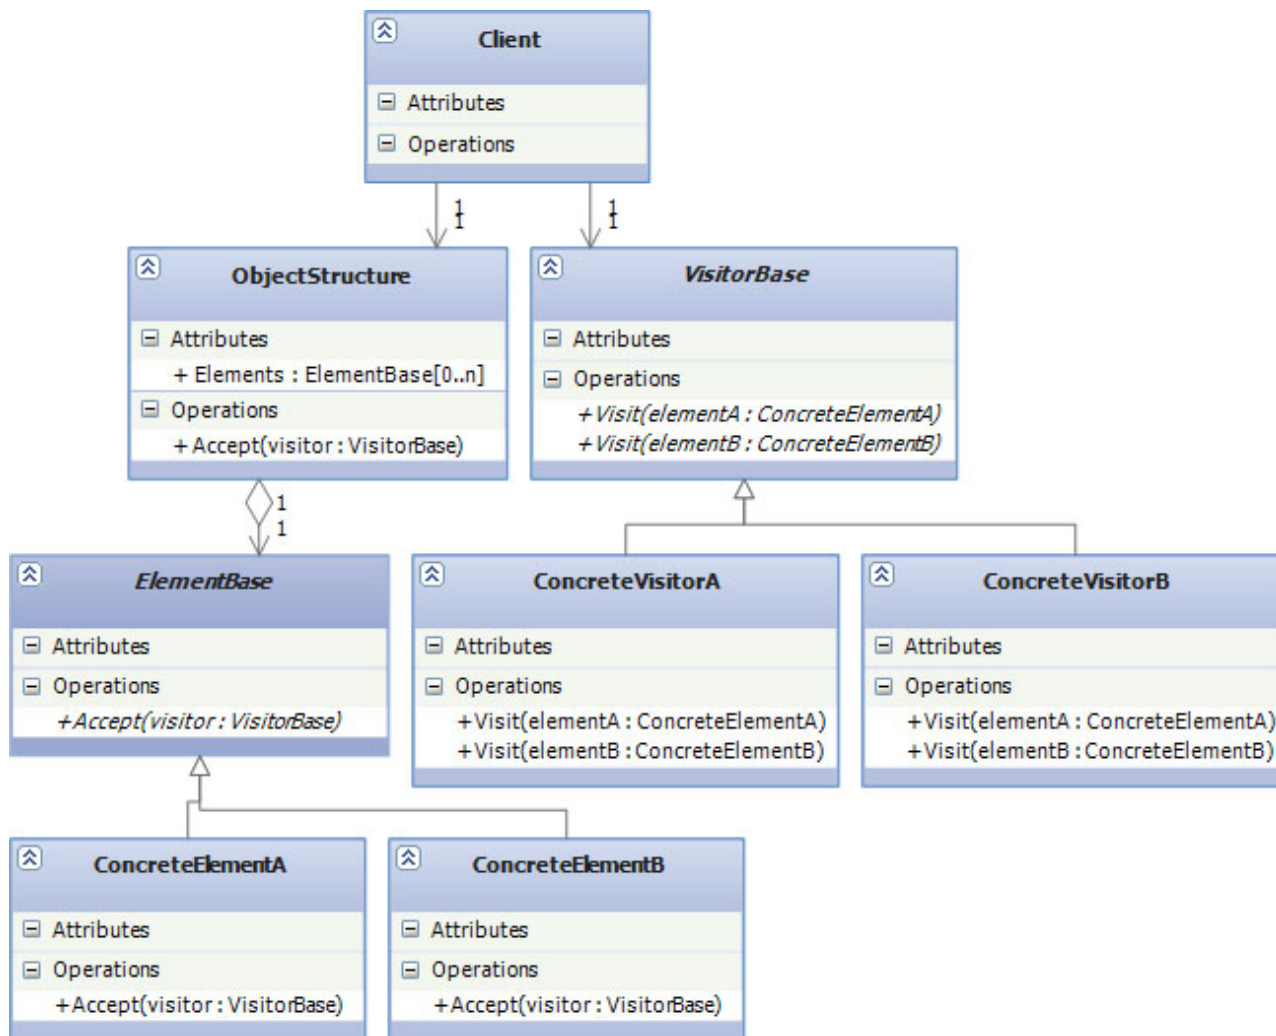 Client
Attributes
Operations
1
1
1
1
ObjectStructure
Attributes
+ Elements : ElementBase[0..n]
Operations
+ Accept(visitor : VisitorBase)
VisitorBase
Attributes
Operations
+Visit(elementA : ConcreteElementA)
+Visit(elementB : ConcreteElementB)
1
1
ElementBase
Attributes
Operations
+Accept(visitor : VisitorBase)
ConcreteVisitorA
Attributes
Operations
+Visit(elementA : ConcreteElementA)
+Visit(elementB : ConcreteElementB)
ConcreteVisitorB
Attributes
Operations
+Visit(elementA : ConcreteElementA)
+Visit(elementB : ConcreteElementB)
ConcreteElementA
Attributes
Operations
+Accept(visitor : VisitorBase)
ConcreteElementB
Attributes
Operations
+Accept(visitor : VisitorBase)